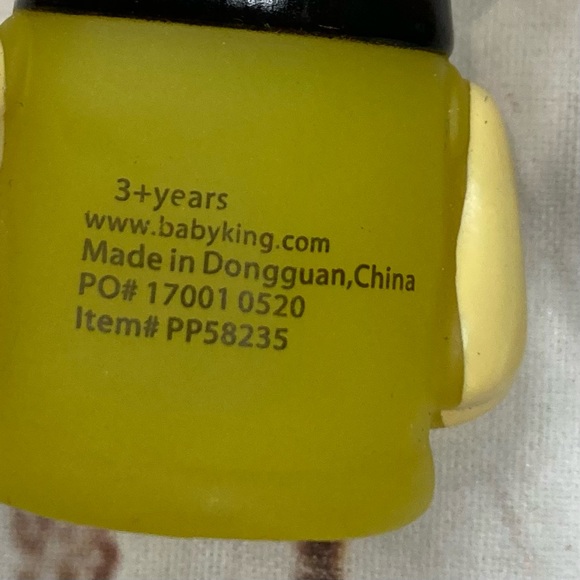 3+years
www.babyking.com
Made in Dongguan,China
PO# 17001 0520
Item# PP58235